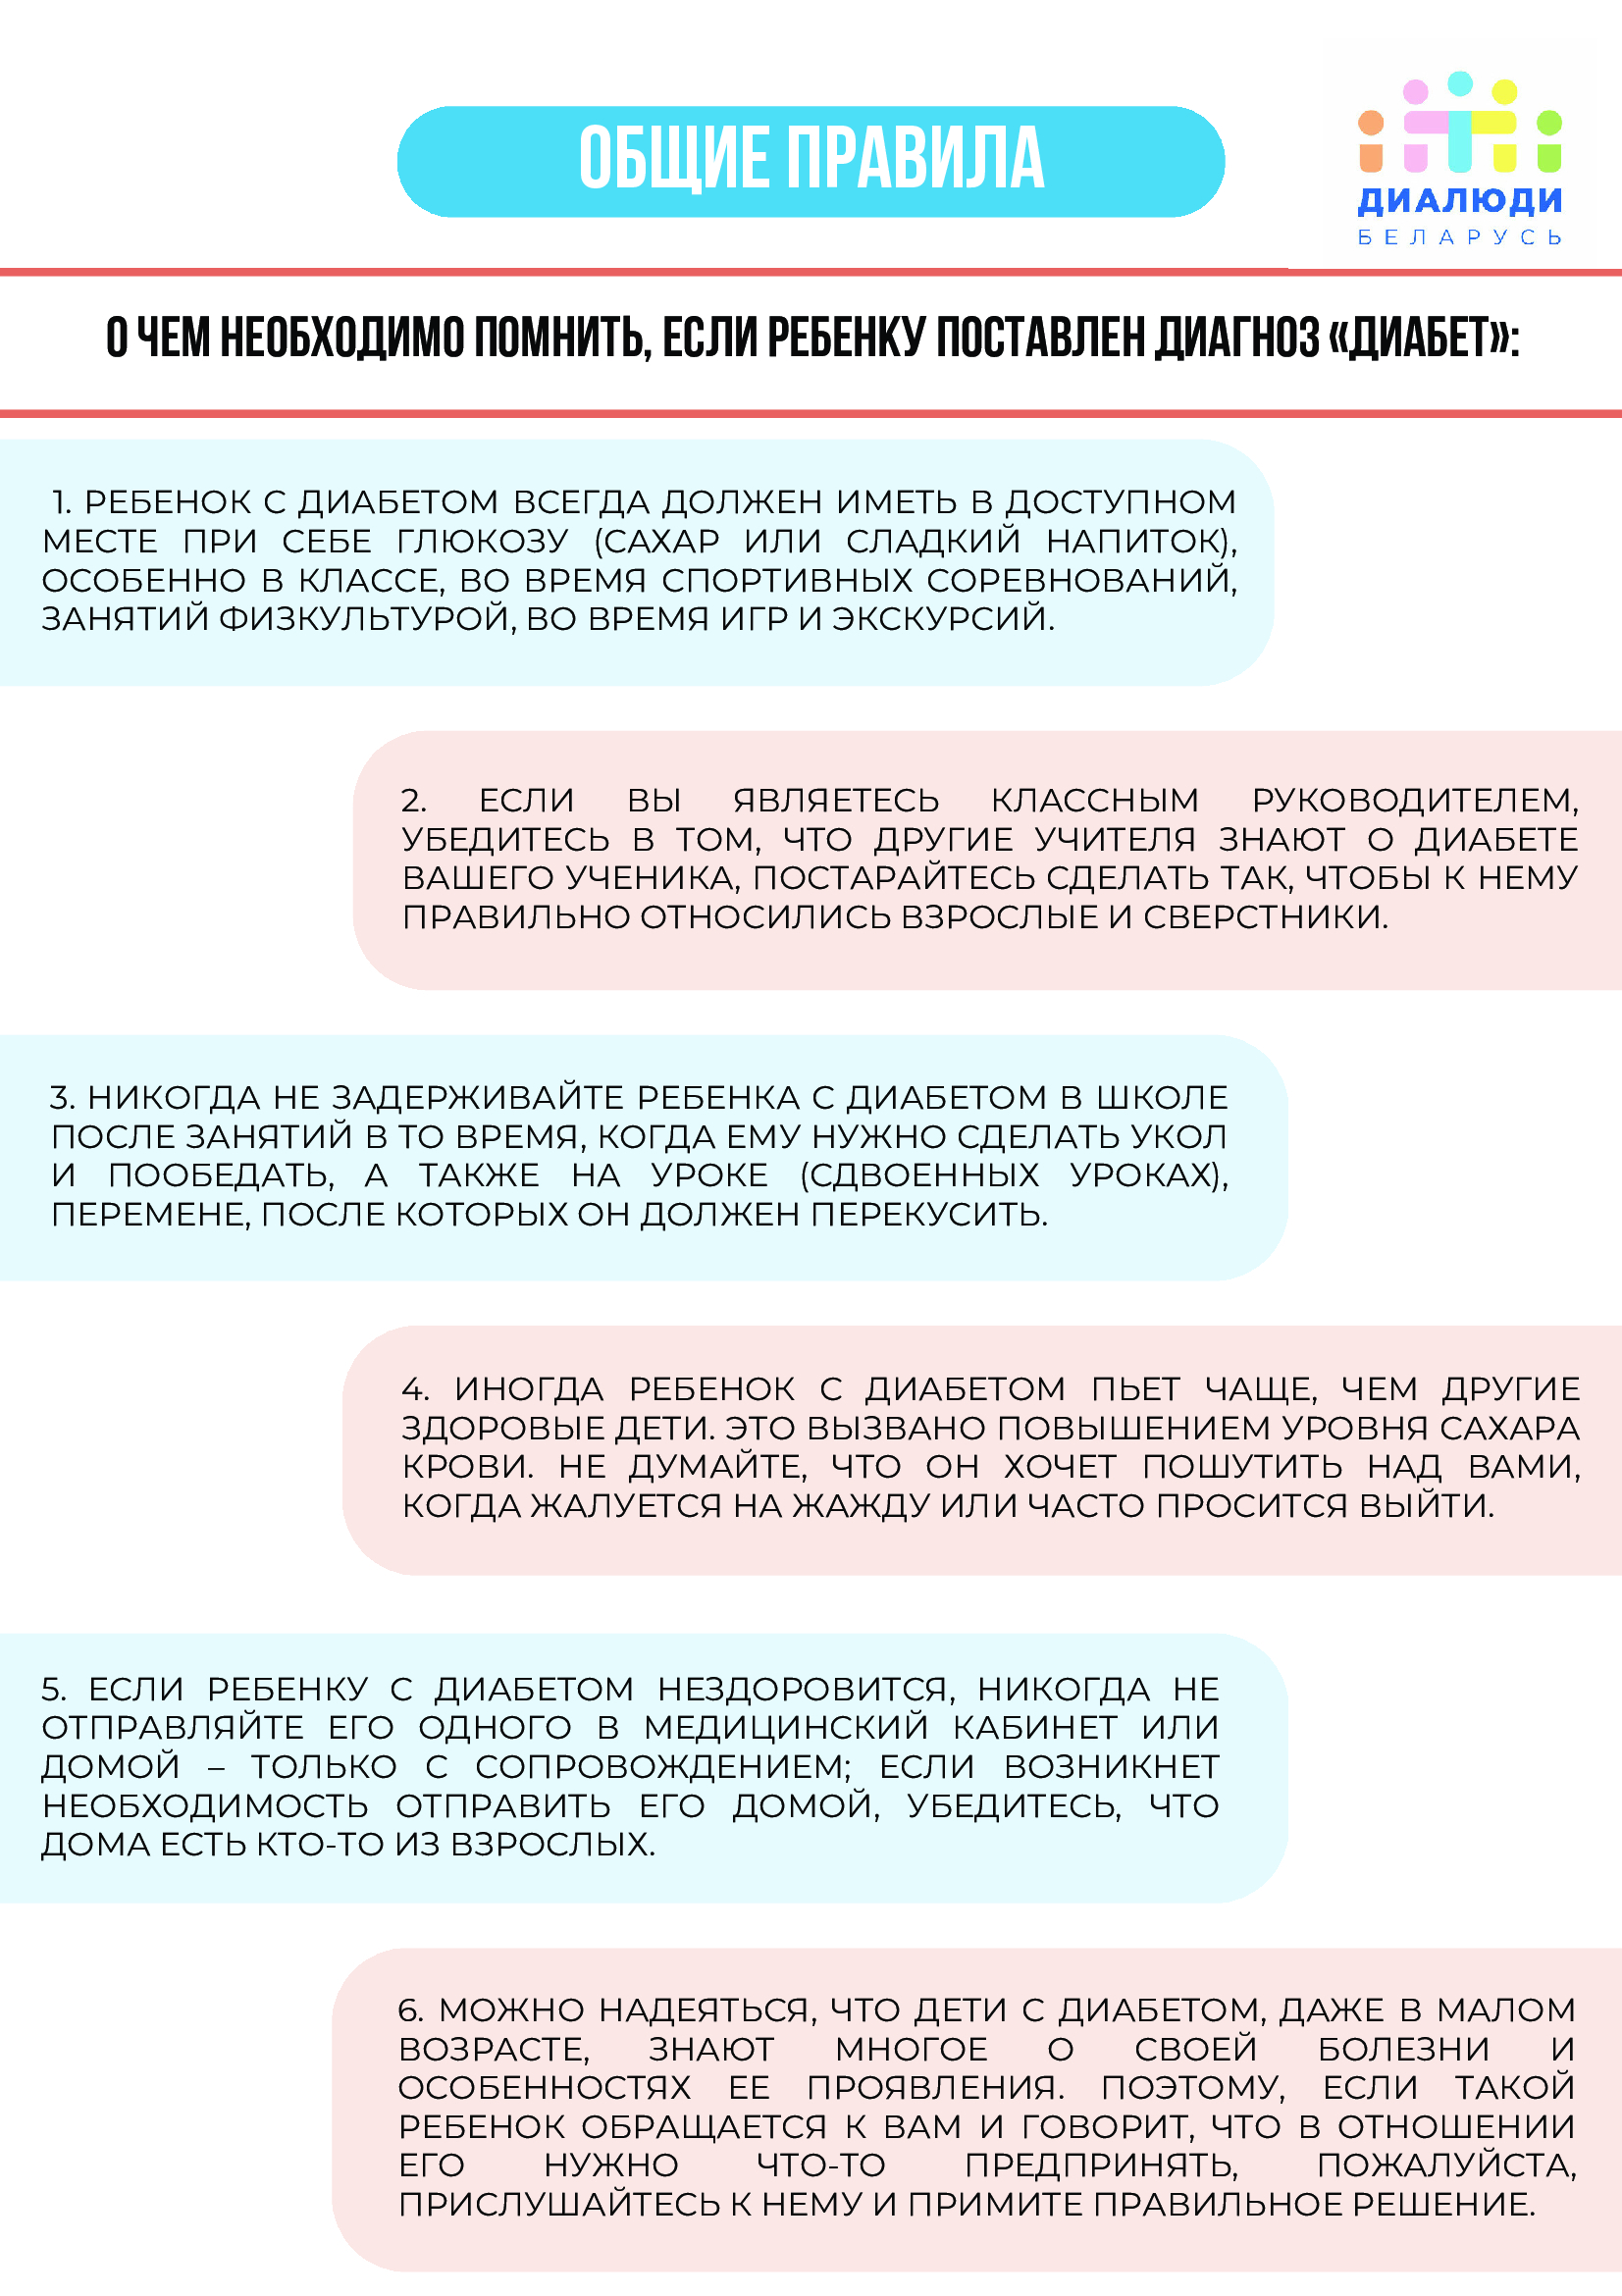 ОБЩИЕ ПРАВИЛА
ДИАЛЮДИ
БЕЛАРУСЬ
О ЧЕМ НЕОБХОДИМО ПОМНИТЬ, ЕСЛИ РЕБЕНКУ ПОСТАВЛЕН ДИАГНОЗ «ДИАБЕТ»:
1. РЕБЕНОК С ДИАБЕТОМ ВСЕГДА ДОЛЖЕН ИМЕТЬ В ДОСТУПНОМ
МЕСТЕ ПРИ СЕБЕ ГЛЮКОЗУ (САХАР ИЛИ СЛАДКИЙ НАПИТОК),
ОСОБЕННО В КЛАССЕ, ВО ВРЕМЯ СПОРТИВНЫХ СОРЕВНОВАНИЙ,
ЗАНЯТИЙ ФИЗКУЛЬТУРОЙ, ВО ВРЕМЯ ИГР И ЭКСКУРСИЙ.
2. ЕСЛИ ВЫ ЯВЛЯЕТЕСЬ КЛАССНЫМ РУКОВОДИТЕЛЕМ,
УБЕДИТЕСЬ В ТОМ, ЧТО ДРУГИЕ УЧИТЕЛЯ ЗНАЮТ О ДИАБЕТЕ
ВАШЕГО УЧЕНИКА, ПОСТАРАЙТЕСЬ СДЕЛАТЬ ТАК, ЧТОБЫ К НЕМУ
ПРАВИЛЬНО ОТНОСИЛИСЬ ВЗРОСЛЫЕ И СВЕРСТНИКИ.
3. НИКОГДА НЕ ЗАДЕРЖИВАЙТЕ РЕБЕНКА С ДИАБЕТОМ В ШКОЛЕ
ПОСЛЕ ЗАНЯТИЙ В ТО ВРЕМЯ, КОГДА ЕМУ НУЖНО СДЕЛАТЬ УКОЛ
И ПООБЕДАТЬ, А ТАКЖЕ НА УРОКЕ (СДВОЕННЫХ УРОКАХ),
ПЕРЕМЕНЕ, ПОСЛЕ КОТОРЫХ ОН ДОЛЖЕН ПЕРЕКУСИТЬ.
4. ИНОГДА РЕБЕНОК С ДИАБЕТОМ ПЬЕТ ЧАЩЕ, ЧЕМ ДРУГИЕ
ЗДОРОВЫЕ ДЕТИ. ЭТО ВЫЗВАНО ПОВЫШЕНИЕМ УРОВНЯ САХАРА
КРОВИ. НЕ ДУМАЙТЕ, ЧТО ОН ХОЧЕТ ПОШУТИТЬ НАД ВАМИ,
КОГДА ЖАЛУЕТСЯ НА ЖАЖДУ ИЛИ ЧАСТО ПРОСИТСЯ ВЫЙТИ.
5. ЕСЛИ РЕБЕНКУ С ДИАБЕТОМ НЕЗДОРОВИТСЯ, НИКОГДА НЕ
ОТПРАВЛЯЙТЕ ЕГО ОДНОГО В МЕДИЦИНСКИЙ КАБИНЕТ ИЛИ
ДОМОЙ – ТОЛЬКО С СОПРОВОЖДЕНИЕМ; ЕСЛИ ВОЗНИКНЕТ
НЕОБХОДИМОСТЬ ОТПРАВИТЬ ЕГО ДОМОЙ, УБЕДИТЕСЬ, ЧТО
ДОМА ЕСТЬ КТО-ТО ИЗ ВЗРОСЛЫХ.
6. МОЖНО НАДЕЯТЬСЯ, ЧТО ДЕТИ С ДИАБЕТОМ, ДАЖЕ В МАЛОМ
ВОЗРАСТЕ, ЗНАЮТ МНОГОЕ О СВОЕЙ БОЛЕЗНИ И
ОСОБЕННОСТЯХ ЕЕ ПРОЯВЛЕНИЯ. ПОЭТОМУ, ЕСЛИ ТАКОЙ
РЕБЕНОК ОБРАЩАЕТСЯ К ВАМ И ГОВОРИТ, ЧТО В ОТНОШЕНИИ
ЕГО НУЖНО ЧТО-ТО ПРЕДПРИНЯТЬ, ПОЖАЛУЙСТА,
ПРИСЛУШАЙТЕСЬ К НЕМУ И ПРИМИТЕ ПРАВИЛЬНОЕ РЕШЕНИЕ.